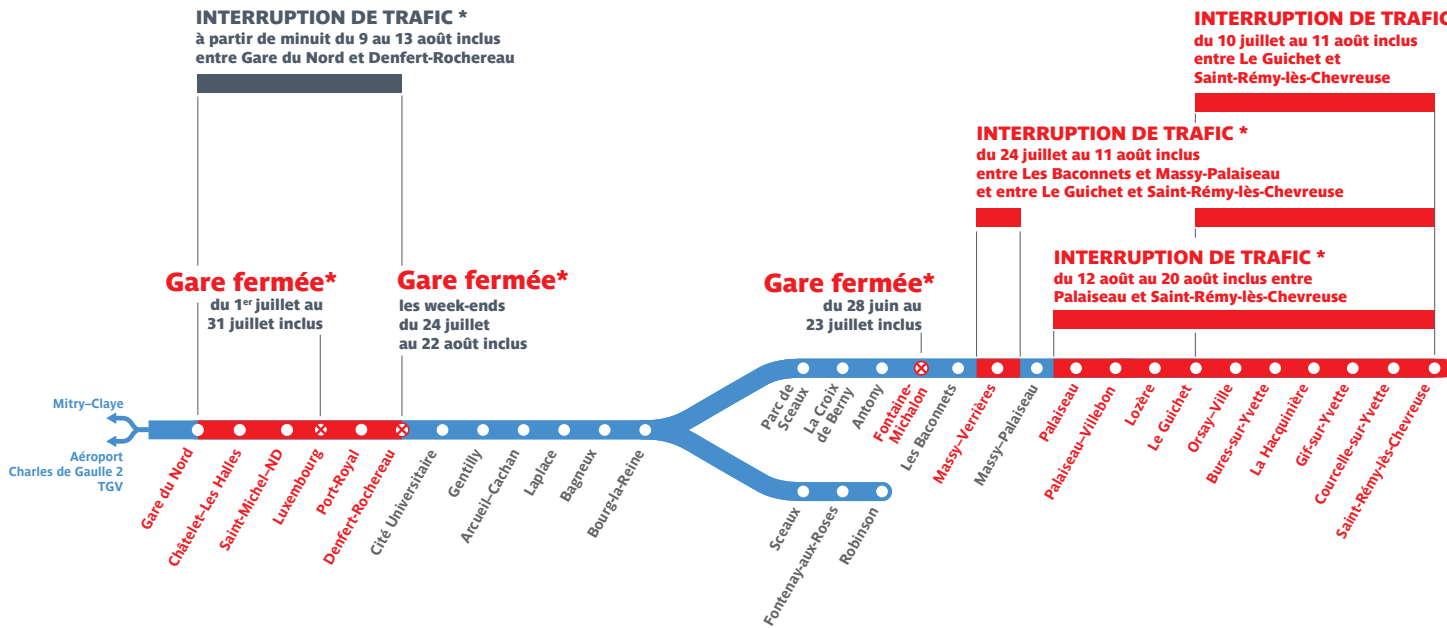 INTERRUPTION DE TRAFIC *
à partir de minuit du 9 au 13 août inclus
entre Gare du Nord et Denfert-Rochereau
INTERRUPTION DE TRAFIC
du 10 juillet au 11 août inclus
entre Le Guichet et
Saint-Rémy-lès-Chevreuse
INTERRUPTION DE TRAFIC *
du 24 juillet au 11 août inclus
entre Les Baconnets et Massy-Palaiseau
et entre Le Guichet et Saint-Rémy-lès-Chevreuse
INTERRUPTION DE TRAFIC *
du 12 août au 20 août inclus entre
Palaiseau et Saint-Rémy-lès-Chevreuse
Gare fermée*
du 1er juillet au
31 juillet inclus
Gare fermée*
les week-ends
du 24 juillet
au 22 août inclus
Gare fermée*
du 28 juin au
23 juillet inclus
Mitry–Claye
Aéroport
Charles de Gaulle 2
TGV
Gare du Nord
Châtelet–Les Halles
Saint-Michel–ND
Luxembourg
Port-Royal
Denfert-Rochereau
Cité Universitaire
Gentilly
Arcueil–Cachan
Laplace
Bagneux
Bourg-la-Reine
Parc de
Sceaux
La Croix
de Berny
Antony
Fontaine-
Michalon
Les Baconnets
Massy–Verrières
Massy–Palaiseau
Palaiseau
Palaiseau–Villebon
Lozère
Le Guichet
Orsay–Ville
Bures-sur-Yvette
La Hacquinière
Gif-sur-Yvette
Courcelle-sur-Yvette
Saint-Rémy-lès-Chevreuse
Sceaux
Fontenay-aux-Roses
Robinson